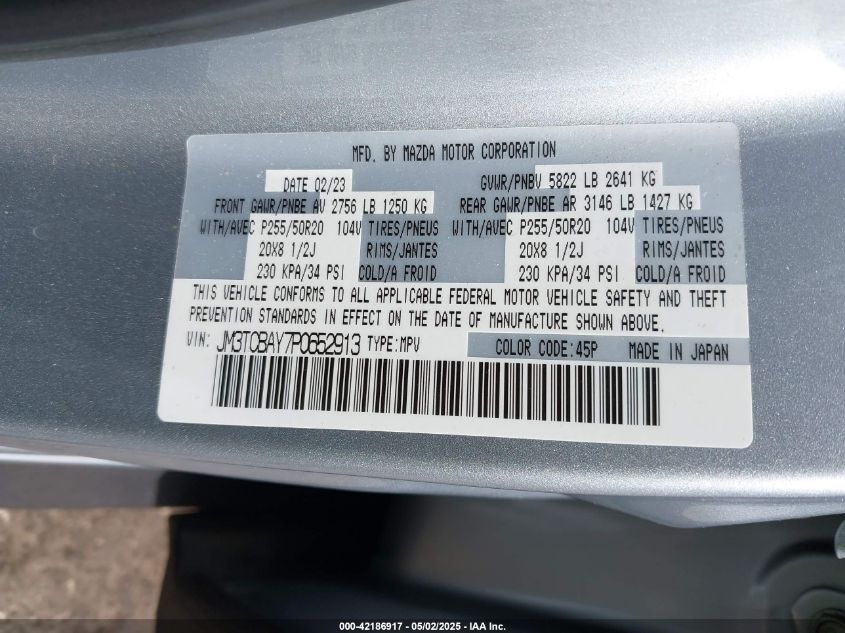 MFD. BY MAZDA MOTOR CORPORATION
DATE 02/23 GVWR/PNBV 5822 LB 2641 KG
FRONT GAWR/PNBE AV 2756 LB 1250 KG REAR GAWR/PNBE AR 3146 LB 1427 KG
WITH/AVEC P255/50R20 104V TIRES/PNEUS WITH/AVEC P255/50R20 104V TIRES/PNEUS
20X8 1/2J RIMS/JANTES 20X8 1/2J RIMS/JANTES
230 KPA/34 PSI COLD/A FROID 230 KPA/34 PSI COLD/A FROID
THIS VEHICLE CONFORMS TO ALL APPLICABLE FEDERAL MOTOR VEHICLE SAFETY AND THEFT
PREVENTION STANDARDS IN EFFECT ON THE DATE OF MANUFACTURE SHOWN ABOVE.
VIN: JM3TCBAY7P0652913 TYPE:MPV COLOR CODE:45P MADE IN JAPAN
000-42186917 - 05/02/2025 - IAA Inc.